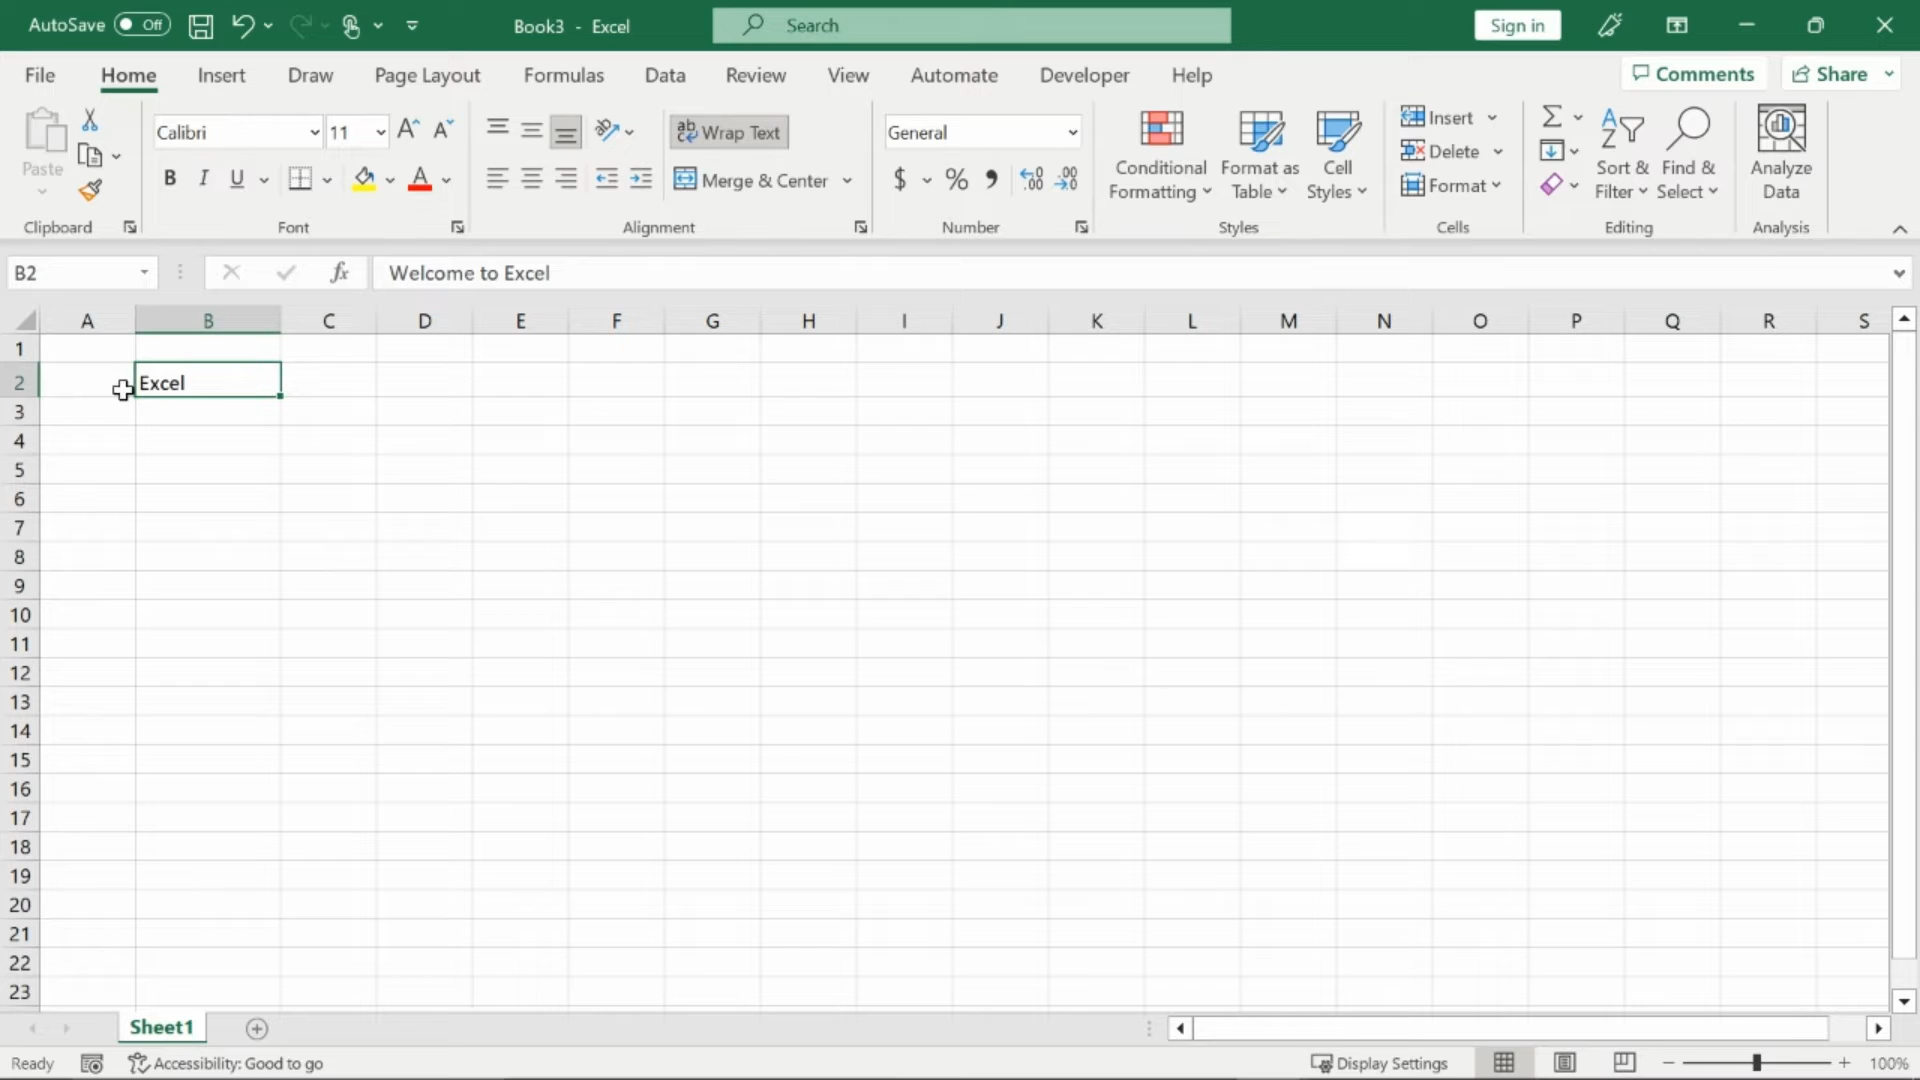 AutoSave Off Book3 - Excel Search Sign in
File Home Insert Draw Page Layout Formulas Data Review View Automate Developer Help Comments Share
Calibri 11 A A ab Wrap Text General Insert Σ A Z
Paste Conditional Formatting Format as Table Cell Styles Delete Sort & Filter Find & Select Analyze Data
B I U A Merge & Center $ % , .00 .00 Format
Clipboard Font Alignment Number Styles Cells Editing Analysis
B2 fx Welcome to Excel
A B C D E F G H I J K L M N O P Q R S
1
2 Excel
3
4
5
6
7
8
9
10
11
12
13
14
15
16
17
18
19
20
21
22
23
Sheet1
Ready Accessibility: Good to go Display Settings 100%